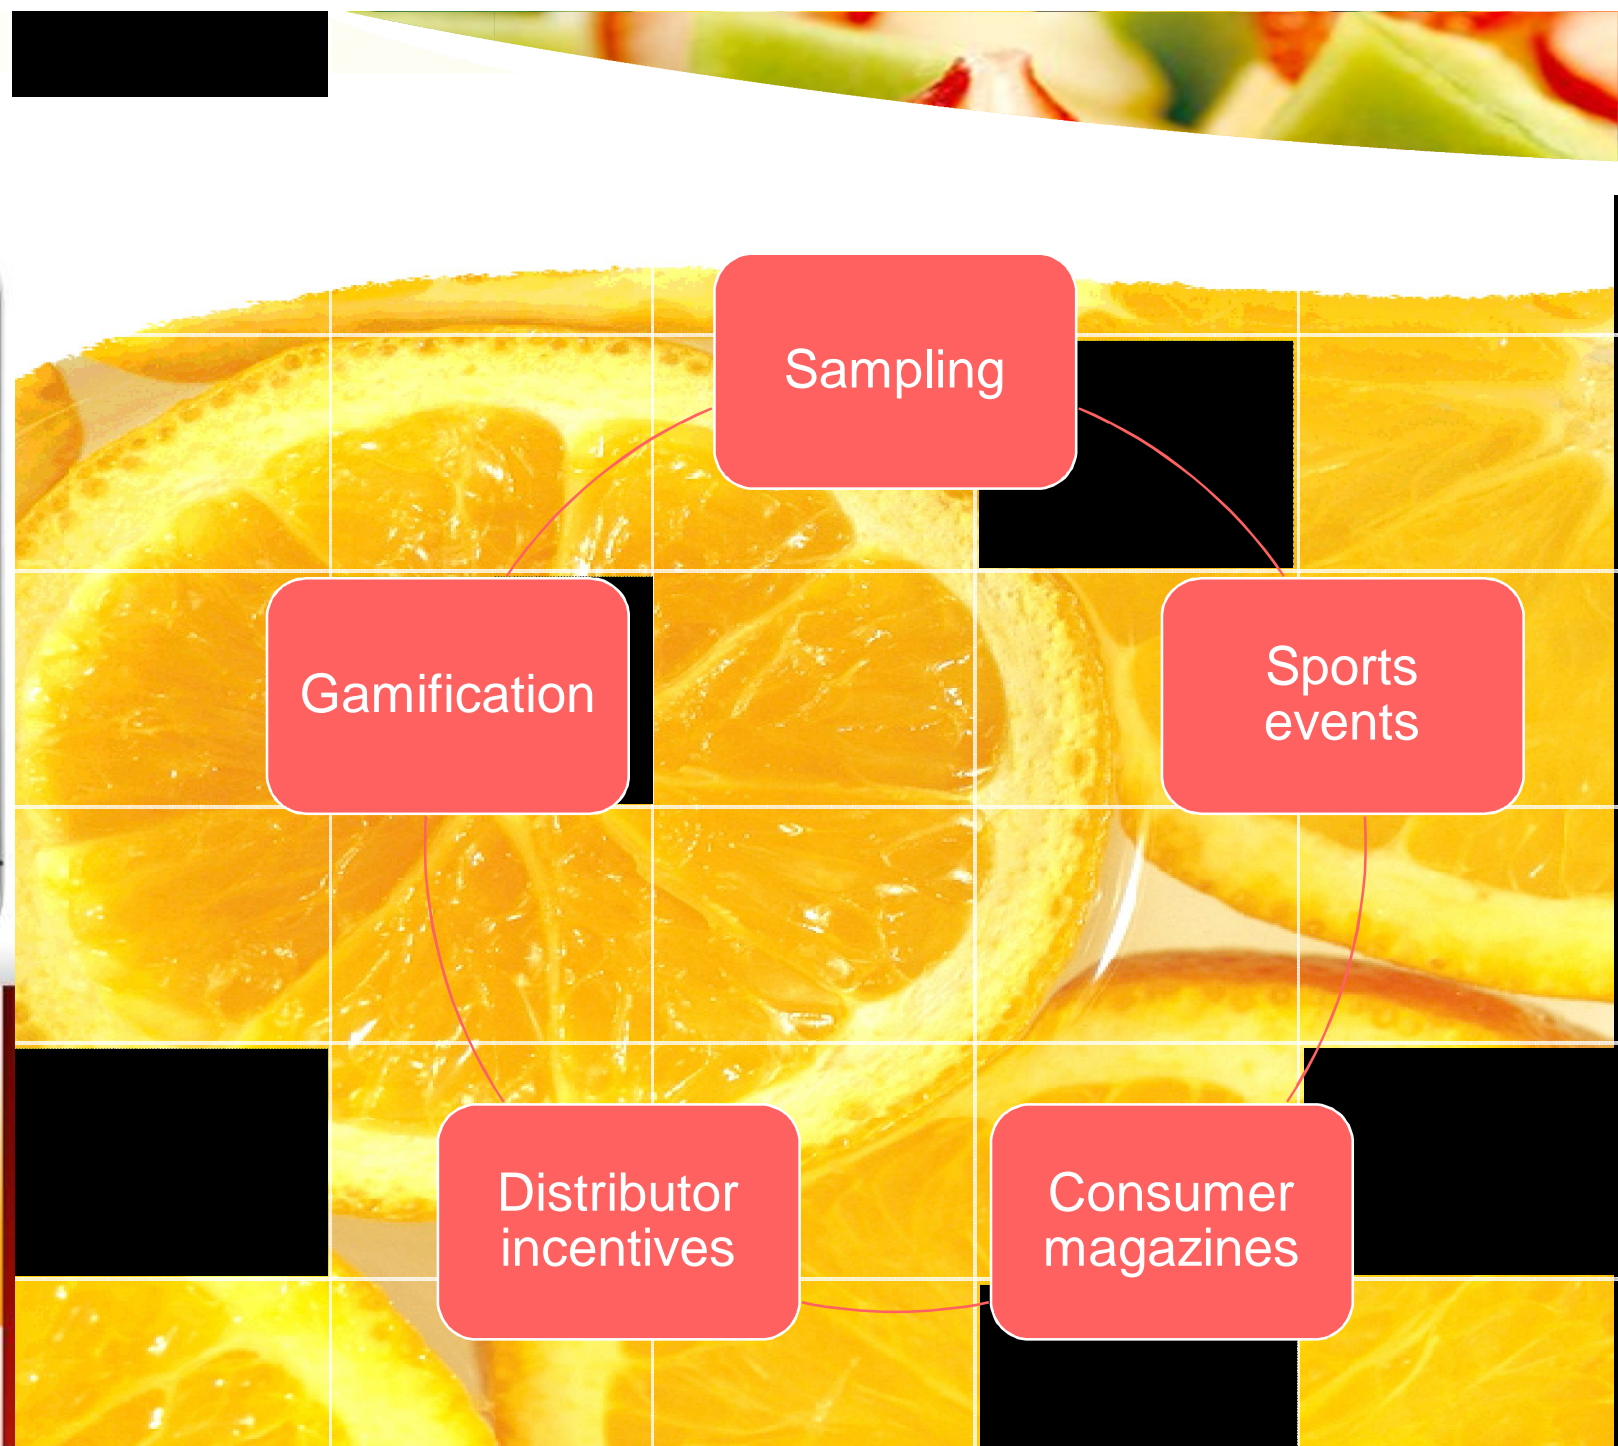 Sampling
Sports
events
Consumer
magazines
Distributor
incentives
Gamification